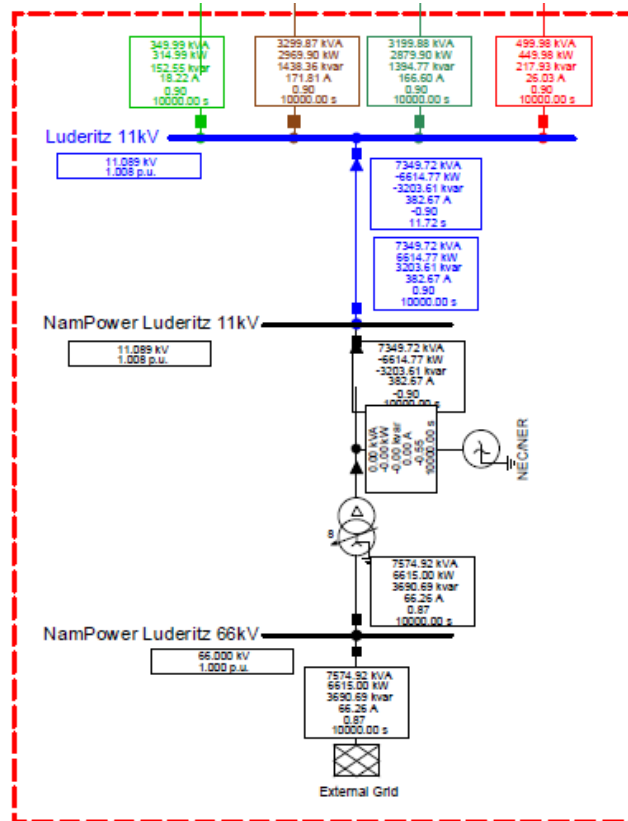 349.99 kVA
314.99 kW
152.55 kvar
18.22 A
0.90
10000.00 s
3299.87 kVA
2969.90 kW
1438.36 kvar
171.81 A
0.90
10000.00 s
3199.88 kVA
2879.90 kW
1394.77 kvar
166.60 A
0.90
10000.00 s
499.98 kVA
449.98 kW
217.93 kvar
26.03 A
0.90
10000.00 s
Luderitz 11kV
11.089 kV
1.008 p.u.
7349.72 kVA
-6614.77 kW
-3203.61 kvar
382.67 A
-0.90
11.72 s
7349.72 kVA
6614.77 kW
3203.61 kvar
382.67 A
0.90
10000.00 s
NamPower Luderitz 11kV
11.089 kV
1.008 p.u.
7349.72 kVA
-6614.77 kW
-3203.61 kvar
382.67 A
-0.90
10000.00 s
0.00 kVA
-0.00 kW
-0.00 kvar
0.00 A
-0.55
10000.00 s
NEC/NER
8
7574.92 kVA
6615.00 kW
3690.69 kvar
66.26 A
0.87
10000.00 s
NamPower Luderitz 66kV
66.000 kV
1.000 p.u.
7574.92 kVA
6615.00 kW
3690.69 kvar
66.26 A
0.87
10000.00 s
External Grid